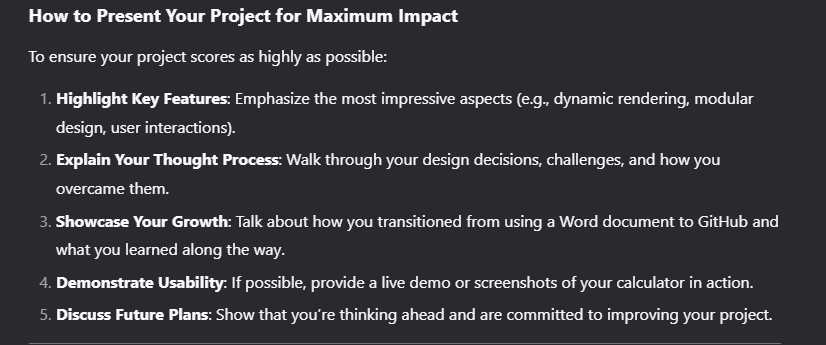 How to Present Your Project for Maximum Impact
To ensure your project scores as highly as possible:
1. Highlight Key Features: Emphasize the most impressive aspects (e.g., dynamic rendering, modular
design, user interactions).
2. Explain Your Thought Process: Walk through your design decisions, challenges, and how you
overcame them.
3. Showcase Your Growth: Talk about how you transitioned from using a Word document to GitHub and
what you learned along the way.
4. Demonstrate Usability: If possible, provide a live demo or screenshots of your calculator in action.
5. Discuss Future Plans: Show that you’re thinking ahead and are committed to improving your project.